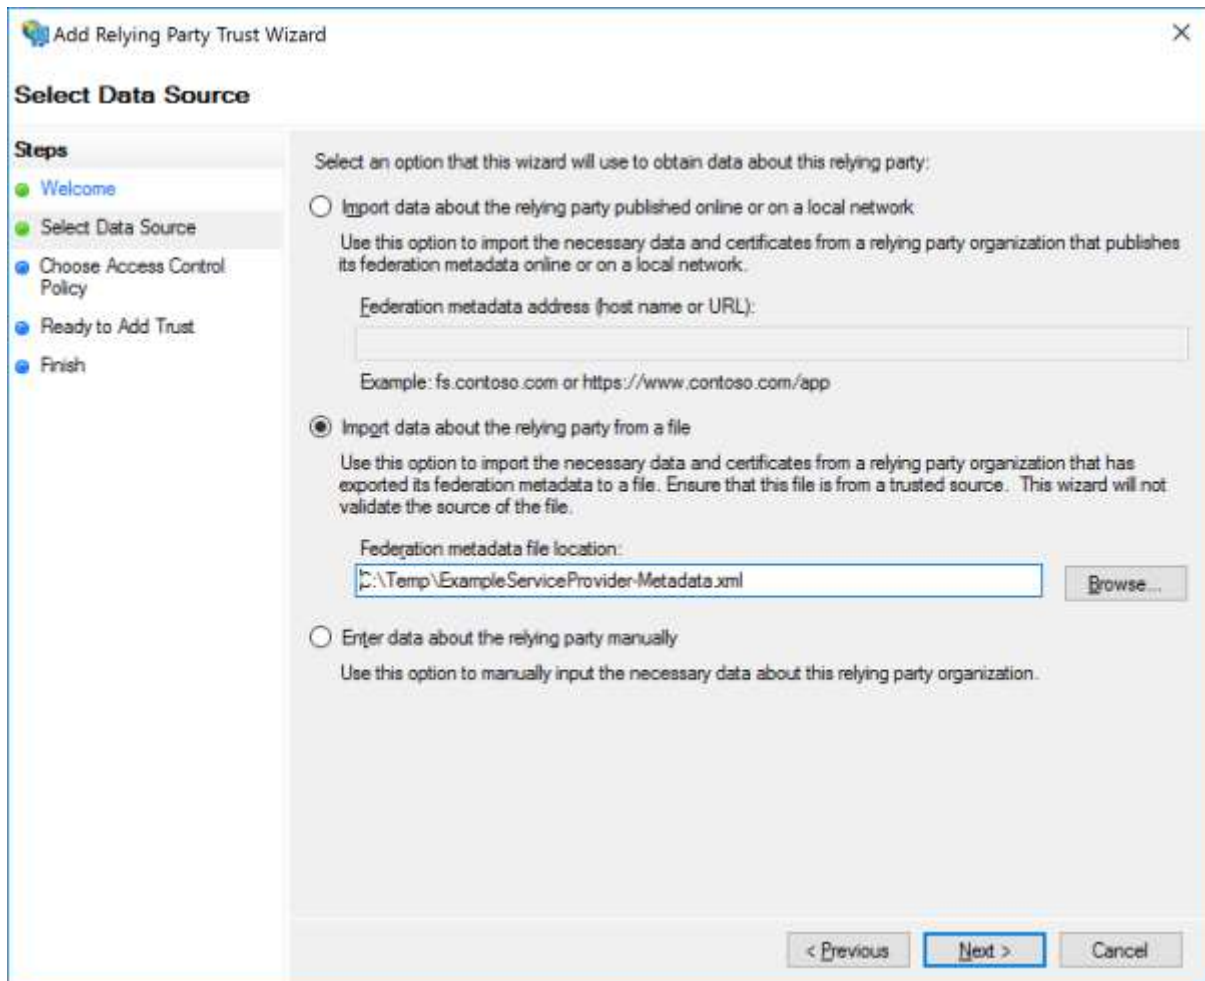 Add Relying Party Trust Wizard
Select Data Source
Steps
Welcome
Select Data Source
Choose Access Control
Policy
Ready to Add Trust
Finish
Select an option that this wizard will use to obtain data about this relying party:
Import data about the relying party published online or on a local network
Use this option to import the necessary data and certificates from a relying party organization that publishes
its federation metadata online or on a local network.
Federation metadata address (host name or URL):
Example: fs.contoso.com or https://www.contoso.com/app
Import data about the relying party from a file
Use this option to import the necessary data and certificates from a relying party organization that has
exported its federation metadata to a file. Ensure that this file is from a trusted source.  This wizard will not
validate the source of the file.
Federation metadata file location:
C:\Temp\ExampleServiceProvider-Metadata.xml
Browse...
Enter data about the relying party manually
Use this option to manually input the necessary data about this relying party organization.
< Previous
Next >
Cancel